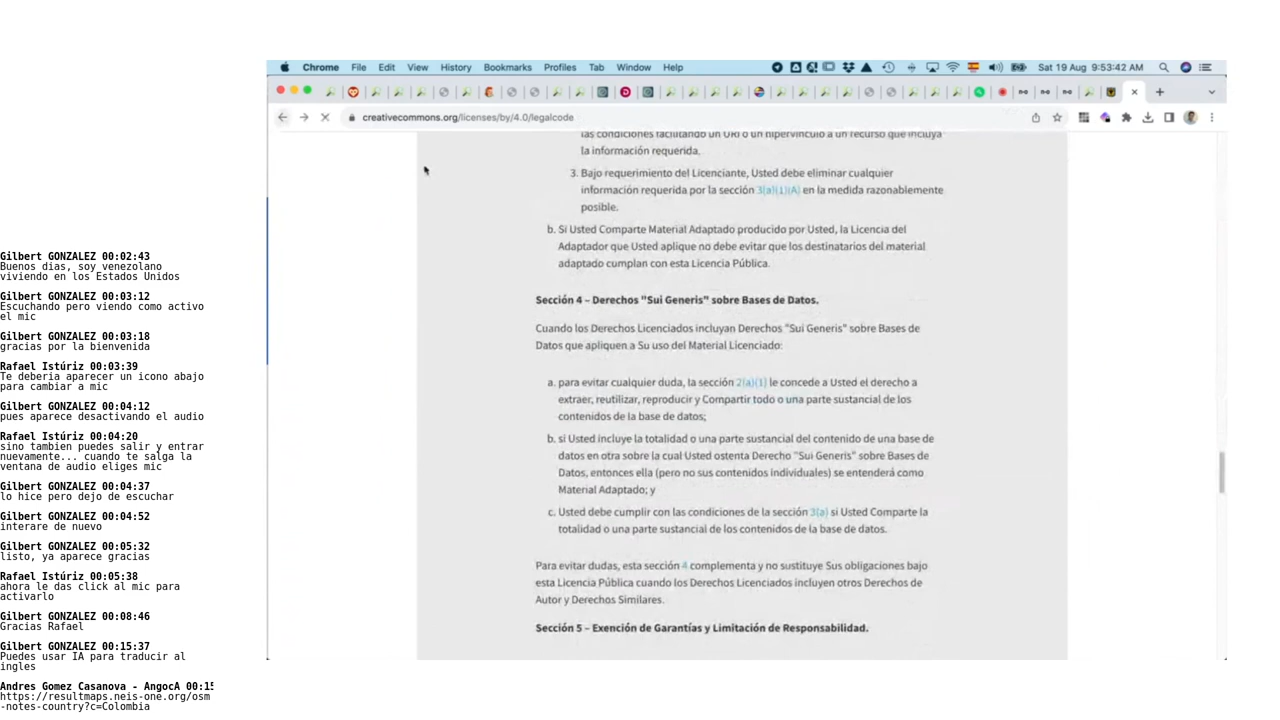 Chrome File Edit View History Bookmarks Profiles Tab Window Help Sat 19 Aug 9:53:42 AM
creativecommons.org/licenses/by/4.0/legalcode
las condiciones facilitando un URI o un hipervínculo a un recurso que incluya
la información requerida.
3. Bajo requerimiento del Licenciante, Usted debe eliminar cualquier
información requerida por la sección 3(a)(1)(A) en la medida razonablemente
posible.
b. Si Usted Comparte Material Adaptado producido por Usted, la Licencia del
Adaptador que Usted aplique no debe evitar que los destinatarios del material
adaptado cumplan con esta Licencia Pública.
Sección 4 – Derechos "Sui Generis" sobre Bases de Datos.
Cuando los Derechos Licenciados incluyan Derechos "Sui Generis" sobre Bases de
Datos que apliquen a Su uso del Material Licenciado:
a. para evitar cualquier duda, la sección 2(a)(1) le concede a Usted el derecho a
extraer, reutilizar, reproducir y Compartir todo o una parte sustancial de los
contenidos de la base de datos;
b. si Usted incluye la totalidad o una parte sustancial del contenido de una base de
datos en otra sobre la cual Usted ostenta Derecho "Sui Generis" sobre Bases de
Datos, entonces ella (pero no sus contenidos individuales) se entenderá como
Material Adaptado; y
c. Usted debe cumplir con las condiciones de la sección 3(a) si Usted Comparte la
totalidad o una parte sustancial de los contenidos de la base de datos.
Para evitar dudas, esta sección 4 complementa y no sustituye Sus obligaciones bajo
esta Licencia Pública cuando los Derechos Licenciados incluyen otros Derechos de
Autor y Derechos Similares.
Sección 5 – Exención de Garantías y Limitación de Responsabilidad.
Gilbert GONZALEZ 00:02:43
Buenos dias, soy venezolano
viviendo en los Estados Unidos
Gilbert GONZALEZ 00:03:12
Escuchando pero viendo como activo
el mic
Gilbert GONZALEZ 00:03:18
gracias por la bienvenida
Rafael Istúriz 00:03:39
Te deberia aparecer un icono abajo
para cambiar a mic
Gilbert GONZALEZ 00:04:12
pues aparece desactivando el audio
Rafael Istúriz 00:04:20
sino tambien puedes salir y entrar
nuevamente... cuando te salga la
ventana de audio eliges mic
Gilbert GONZALEZ 00:04:37
lo hice pero dejo de escuchar
Gilbert GONZALEZ 00:04:52
interare de nuevo
Gilbert GONZALEZ 00:05:32
listo, ya aparece gracias
Rafael Istúriz 00:05:38
ahora le das click al mic para
activarlo
Gilbert GONZALEZ 00:08:46
Gracias Rafael
Gilbert GONZALEZ 00:15:37
Puedes usar IA para traducir al
ingles
Andres Gomez Casanova - AngocA 00:15
https://resultmaps.neis-one.org/osm
-notes-country?c=Colombia